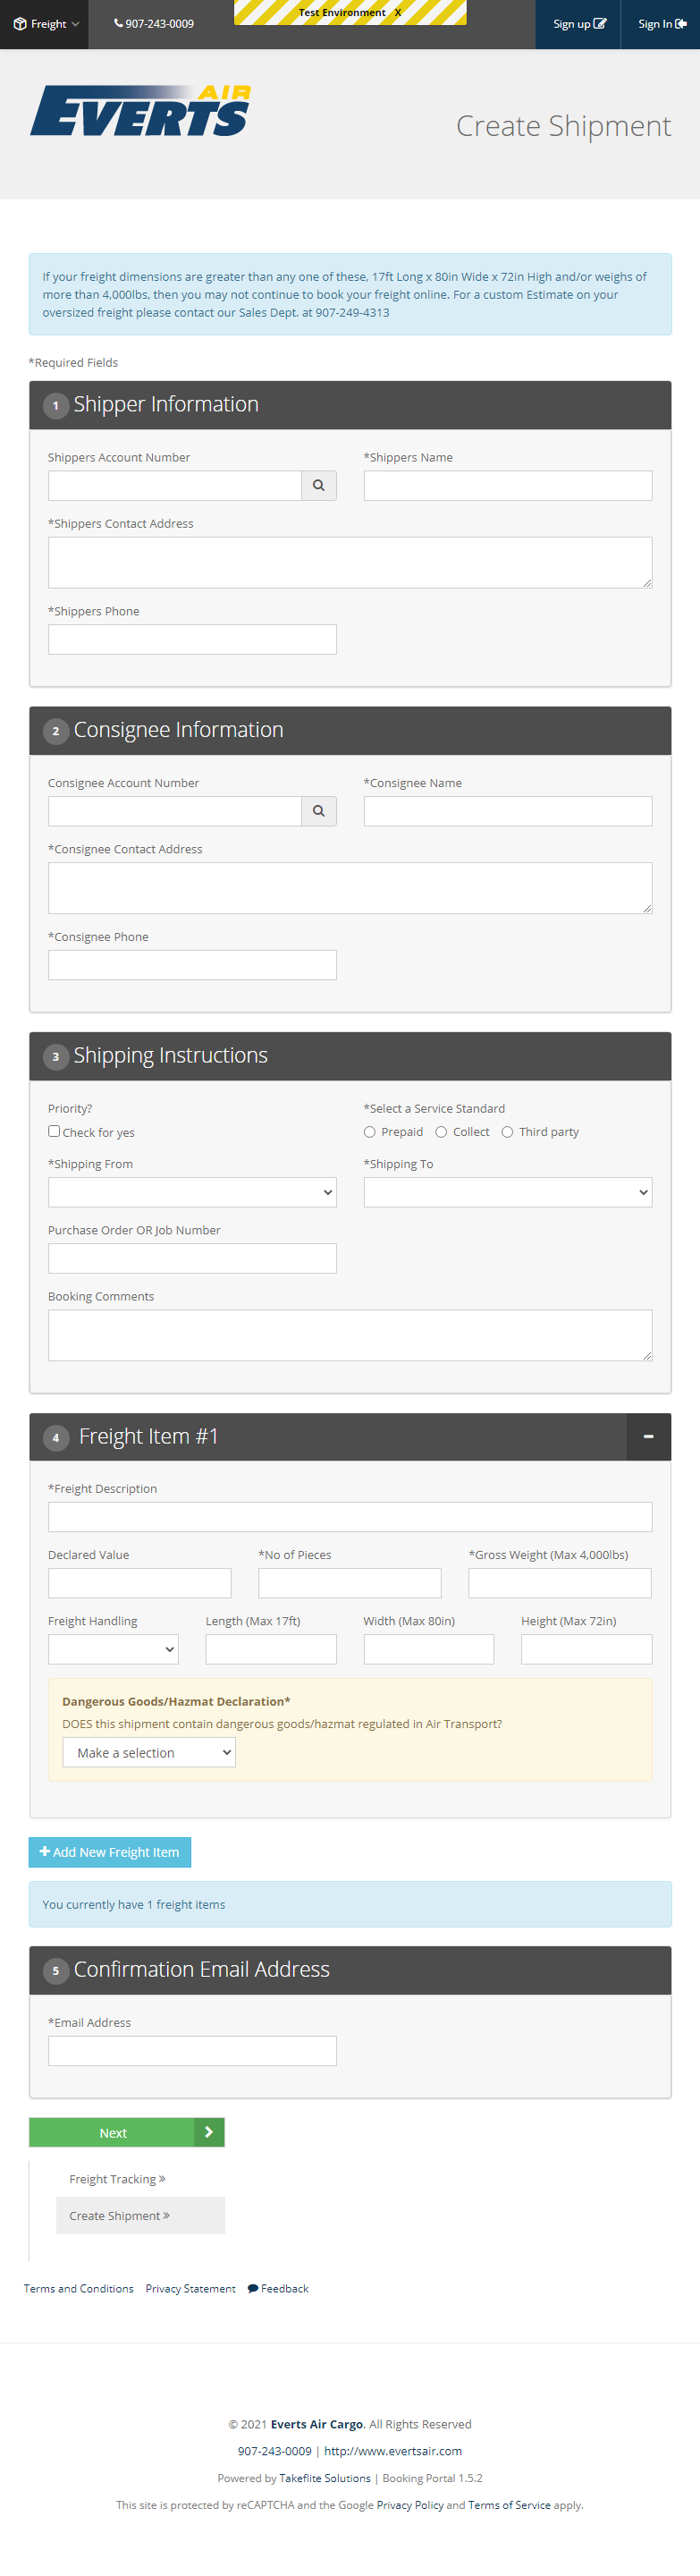 Freight
907-243-0009
Test Environment X
Sign up
Sign In
AIR
EVERTS
Create Shipment
If your freight dimensions are greater than any one of these, 17ft Long x 80in Wide x 72in High and/or weighs of
more than 4,000lbs, then you may not continue to book your freight online. For a custom Estimate on your
oversized freight please contact our Sales Dept. at 907-249-4313
*Required Fields
1 Shipper Information
Shippers Account Number
*Shippers Name
*Shippers Contact Address
*Shippers Phone
2 Consignee Information
Consignee Account Number
*Consignee Name
*Consignee Contact Address
*Consignee Phone
3 Shipping Instructions
Priority?
*Select a Service Standard
Check for yes
Prepaid Collect Third party
*Shipping From
*Shipping To
Purchase Order OR Job Number
Booking Comments
4 Freight Item #1
*Freight Description
Declared Value
*No of Pieces
*Gross Weight (Max 4,000lbs)
Freight Handling
Length (Max 17ft)
Width (Max 80in)
Height (Max 72in)
Dangerous Goods/Hazmat Declaration*
DOES this shipment contain dangerous goods/hazmat regulated in Air Transport?
Make a selection
Add New Freight Item
You currently have 1 freight items
5 Confirmation Email Address
*Email Address
Next
Freight Tracking »
Create Shipment »
Terms and Conditions Privacy Statement Feedback
© 2021 Everts Air Cargo. All Rights Reserved
907-243-0009 | http://www.evertsair.com
Powered by Takeflite Solutions | Booking Portal 1.5.2
This site is protected by reCAPTCHA and the Google Privacy Policy and Terms of Service apply.